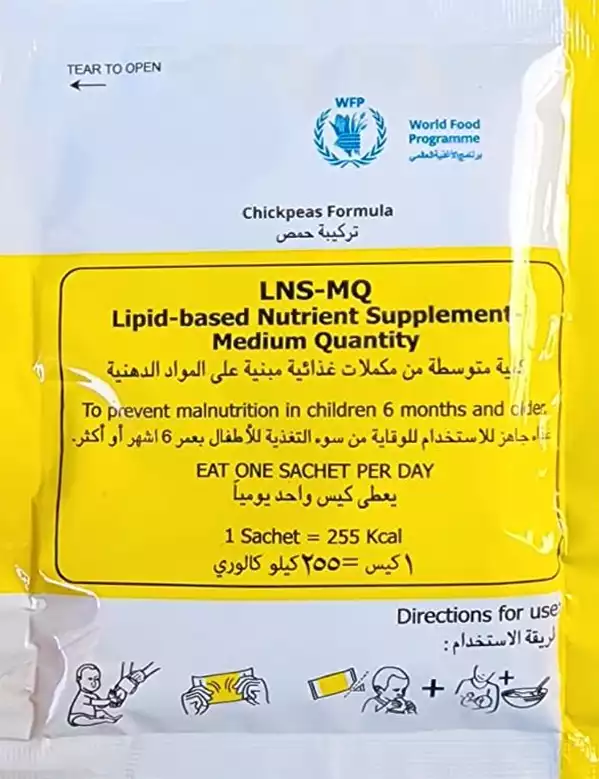 TEAR TO OPEN
WFP
World Food
Programme
برنامج الأغذية العالمي
Chickpeas Formula
تركيبة حمص
LNS-MQ
Lipid-based Nutrient Supplement-
Medium Quantity
كمية متوسطة من مكملات غذائية مبنية على المواد الدهنية
To prevent malnutrition in children 6 months and older.
غذاء جاهز للاستخدام للوقاية من سوء التغذية للأطفال بعمر 6 اشهر أو أكثر.
EAT ONE SACHET PER DAY
يعطى كيس واحد يومياً
1 Sachet = 255 Kcal
١ كيس = ٢٥٥ كيلو كالوري
Directions for use:
طريقة الاستخدام :